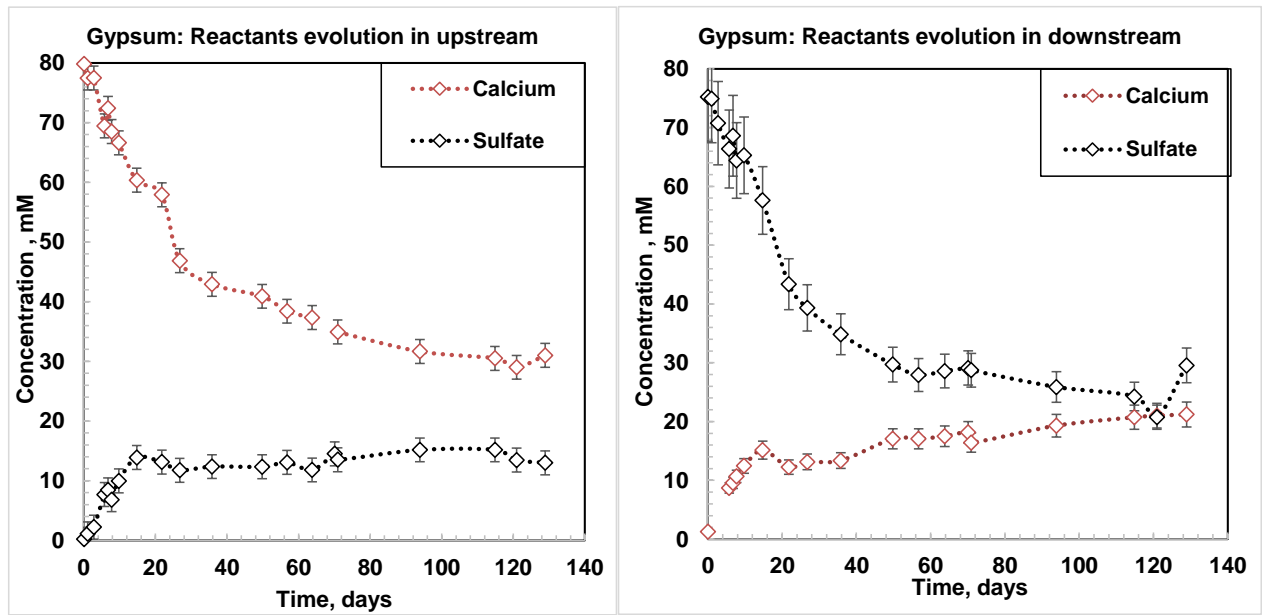 Gypsum: Reactants evolution in upstream
80
70
60
50
40
30
20
10
0
Concentration , mM
Calcium
Sulfate
0 20 40 60 80 100 120 140
Time, days
Gypsum: Reactants evolution in downstream
80
70
60
50
40
30
20
10
0
Concentration , mM
Calcium
Sulfate
0 20 40 60 80 100 120 140
Time, days